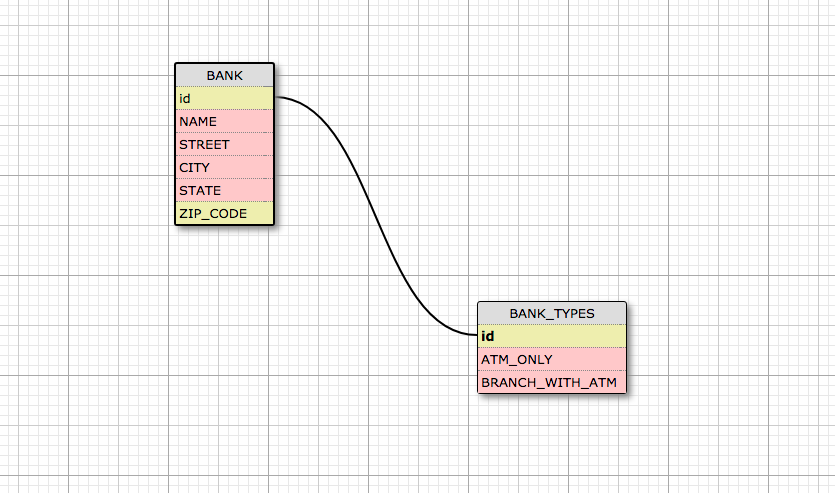 BANK
id
NAME
STREET
CITY
STATE
ZIP_CODE
BANK_TYPES
id
ATM_ONLY
BRANCH_WITH_ATM